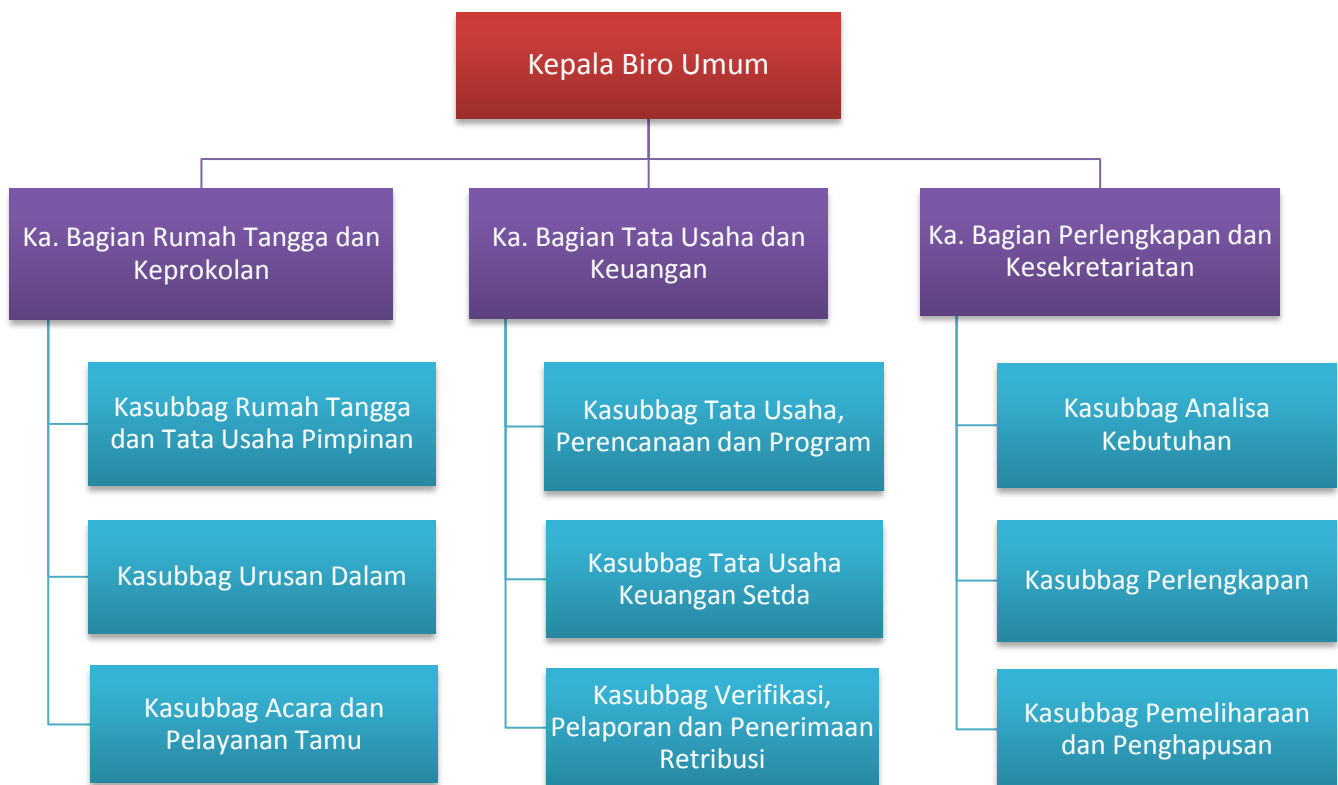 Kepala Biro Umum
Ka. Bagian Rumah Tangga dan
Keprokolan
Ka. Bagian Tata Usaha dan
Keuangan
Ka. Bagian Perlengkapan dan
Kesekretariatan
Kasubbag Rumah Tangga
dan Tata Usaha Pimpinan
Kasubbag Urusan Dalam
Kasubbag Acara dan
Pelayanan Tamu
Kasubbag Tata Usaha,
Perencanaan dan Program
Kasubbag Tata Usaha
Keuangan Setda
Kasubbag Verifikasi,
Pelaporan dan Penerimaan
Retribusi
Kasubbag Analisa
Kebutuhan
Kasubbag Perlengkapan
Kasubbag Pemeliharaan
dan Penghapusan